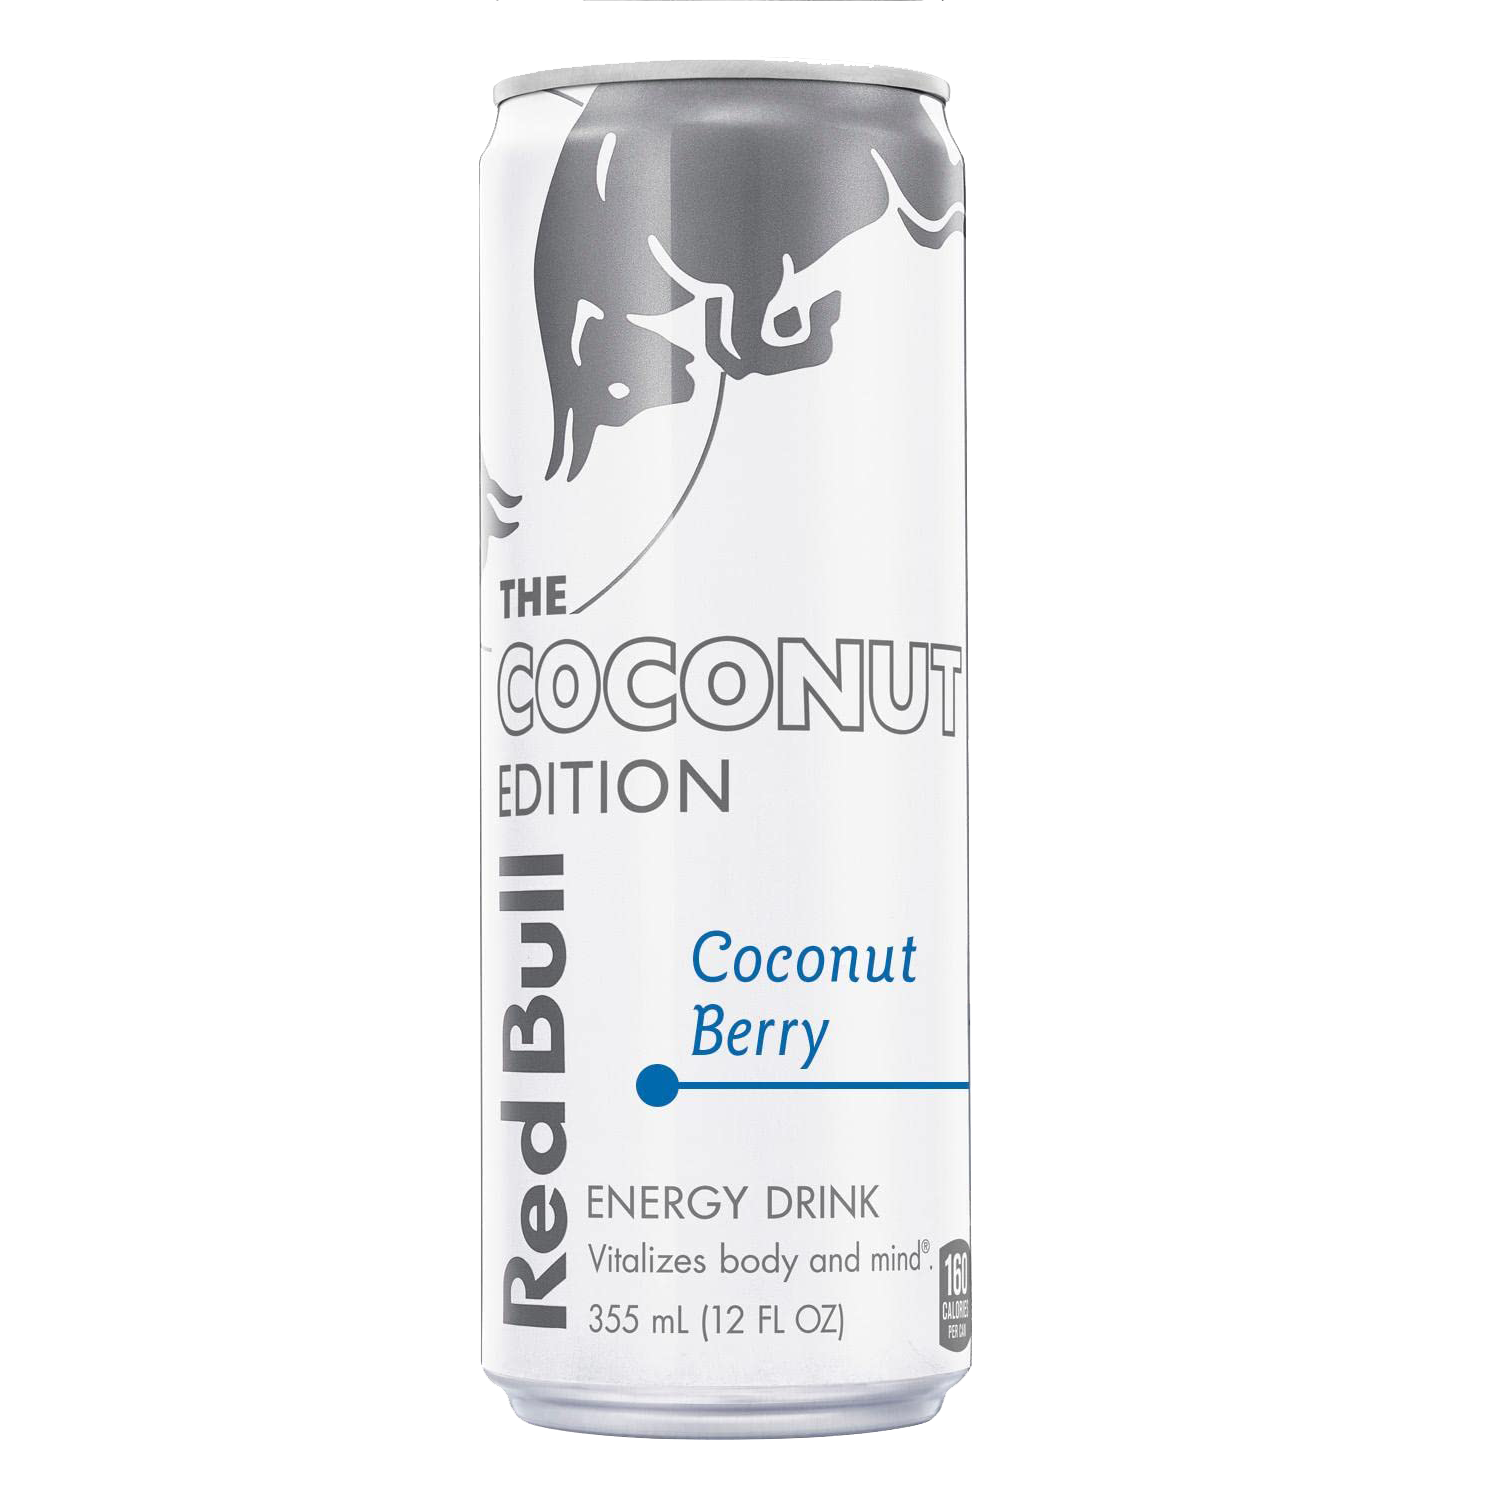 THE
COCONUT
EDITION
Red Bull
Coconut
Berry
ENERGY DRINK
Vitalizes body and mind®.
355 mL (12 FL OZ)
160
CALORIES
PER CAN